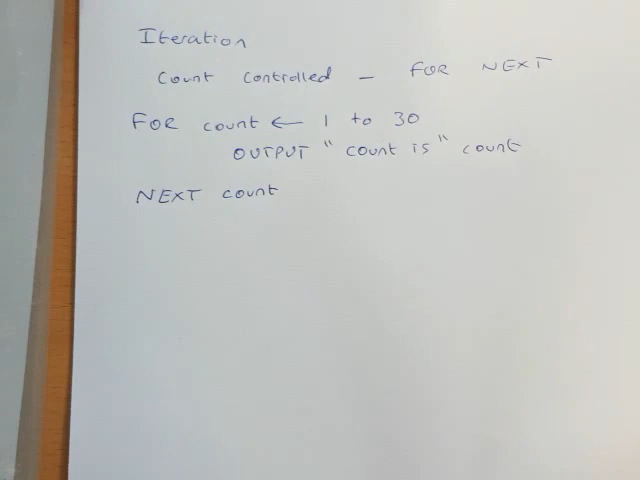 Iteration
Count Controlled - FOR NEXT
FOR count ← 1 to 30
OUTPUT "count is" count
NEXT count